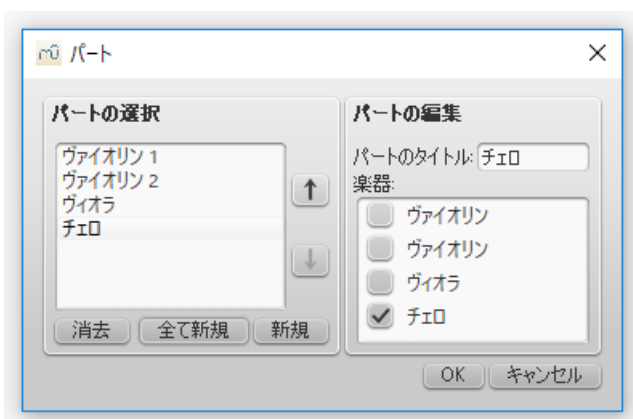 パート
パートの選択
ヴァイオリン 1
ヴァイオリン 2
ヴィオラ
チェロ
消去 全て新規 新規
パートの編集
パートのタイトル: チェロ
楽器:
ヴァイオリン
ヴァイオリン
ヴィオラ
チェロ
OK キャンセル